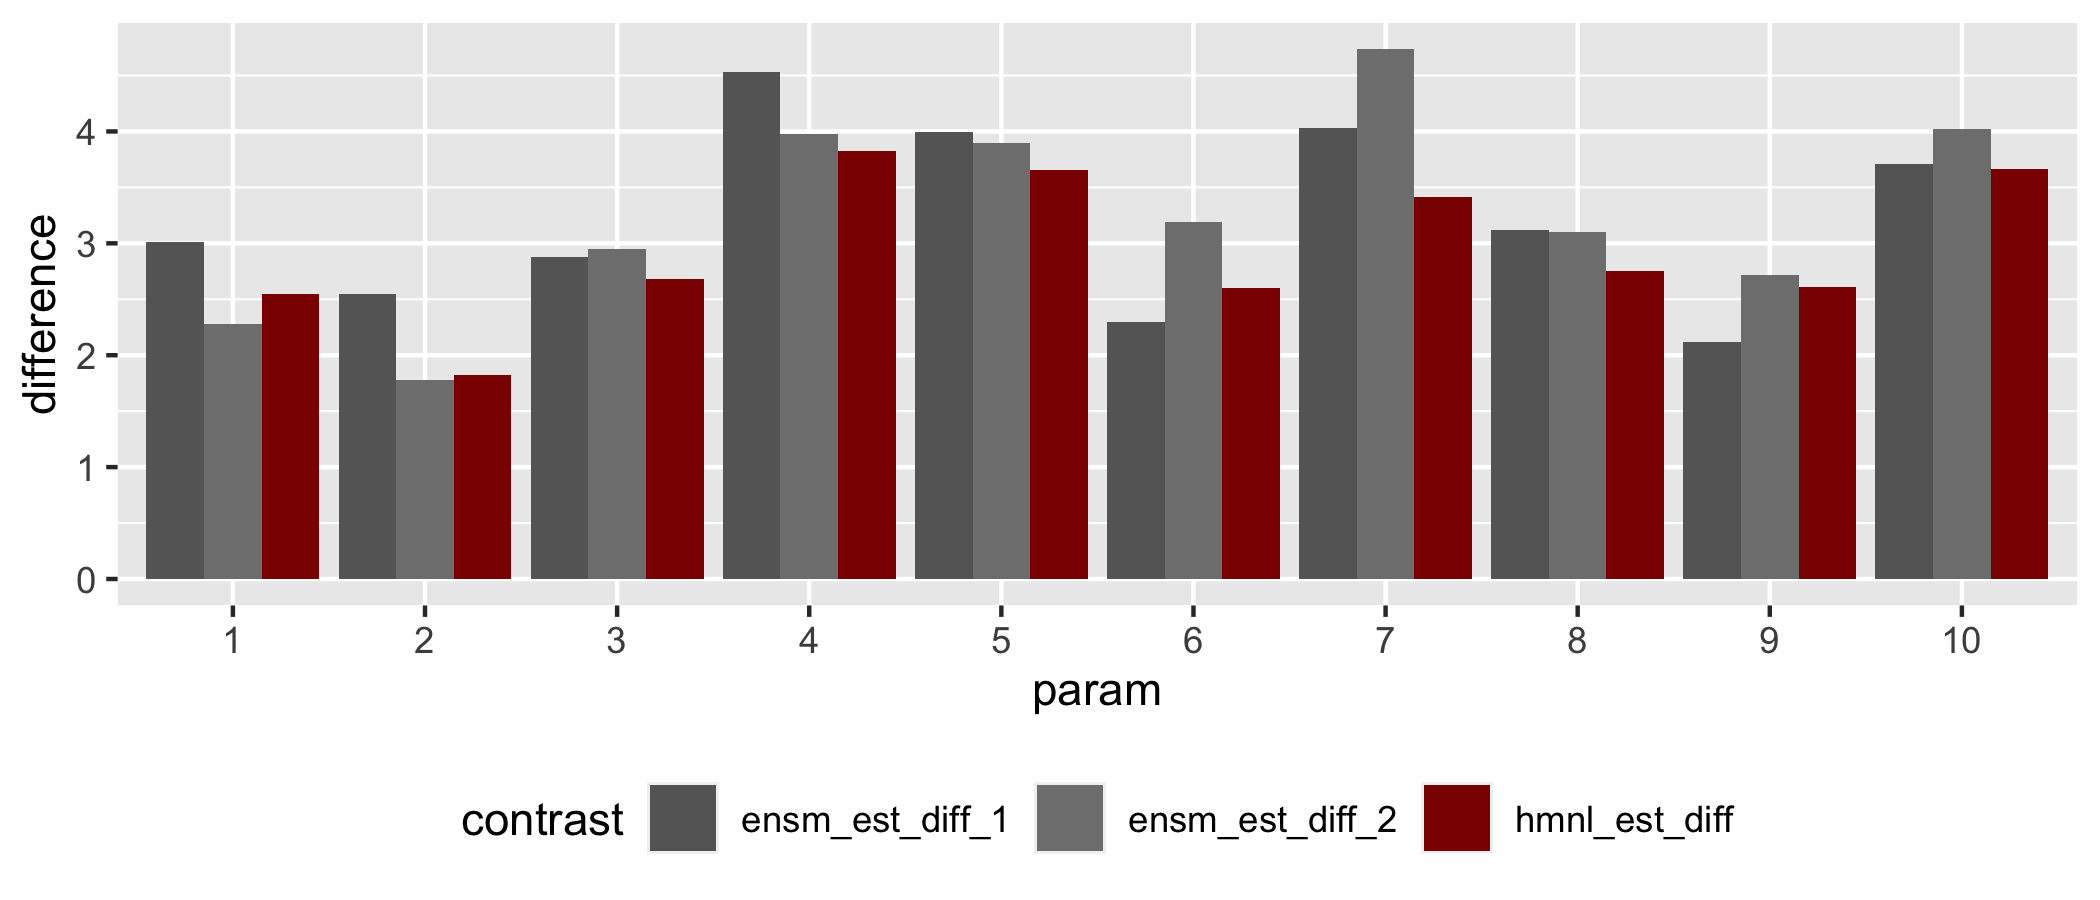 difference
4
3
2
1
0
1 2 3 4 5 6 7 8 9 10
param
contrast ensm_est_diff_1 ensm_est_diff_2 hmnl_est_diff